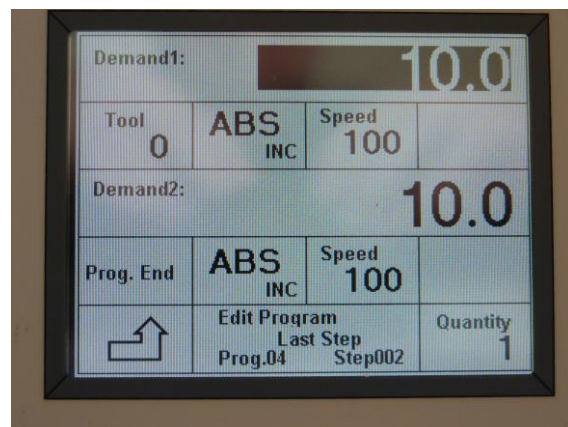 Demand1: 10.0
Tool 0 ABS INC Speed 100
Demand2: 10.0
Prog. End ABS INC Speed 100
Edit Program
Last Step
Prog.04 Step002
Quantity
1